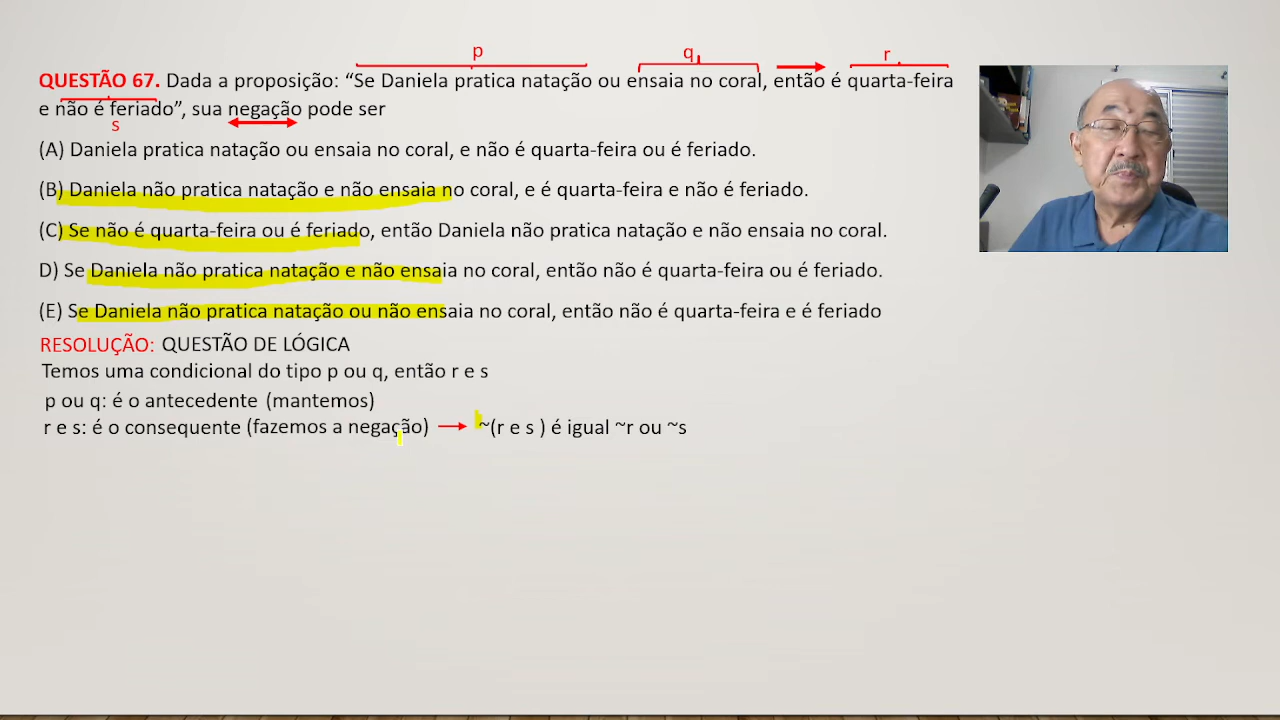 p
q
r
QUESTÃO 67. Dada a proposição: “Se Daniela pratica natação ou ensaia no coral, então é quarta-feira
e não é feriado”, sua negação pode ser
s
(A) Daniela pratica natação ou ensaia no coral, e não é quarta-feira ou é feriado.
(B) Daniela não pratica natação e não ensaia no coral, e é quarta-feira e não é feriado.
(C) Se não é quarta-feira ou é feriado, então Daniela não pratica natação e não ensaia no coral.
D) Se Daniela não pratica natação e não ensaia no coral, então não é quarta-feira ou é feriado.
(E) Se Daniela não pratica natação ou não ensaia no coral, então não é quarta-feira e é feriado
RESOLUÇÃO: QUESTÃO DE LÓGICA
Temos uma condicional do tipo p ou q, então r e s
p ou q: é o antecedente (mantemos)
r e s: é o consequente (fazemos a negação) → ~(r e s ) é igual ~r ou ~s